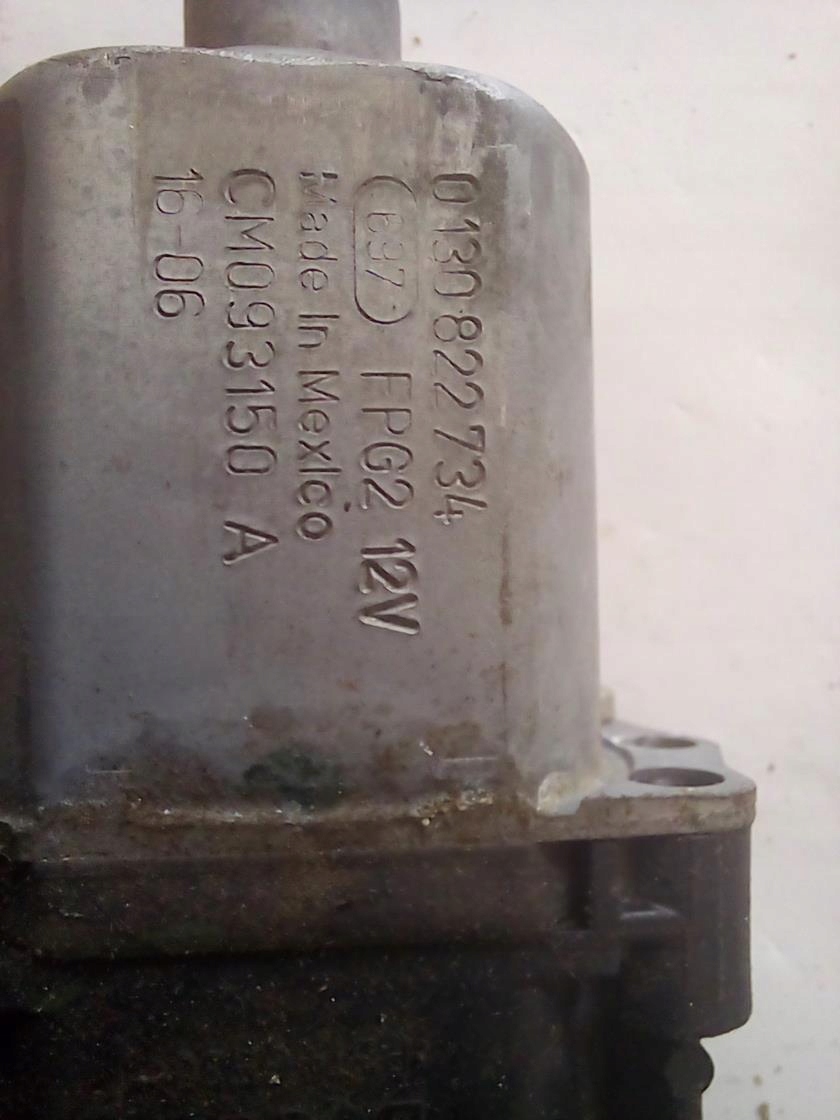 0 130 822 734
637 FPG2 12V
Made In Mexico
CM093150 A
16-06